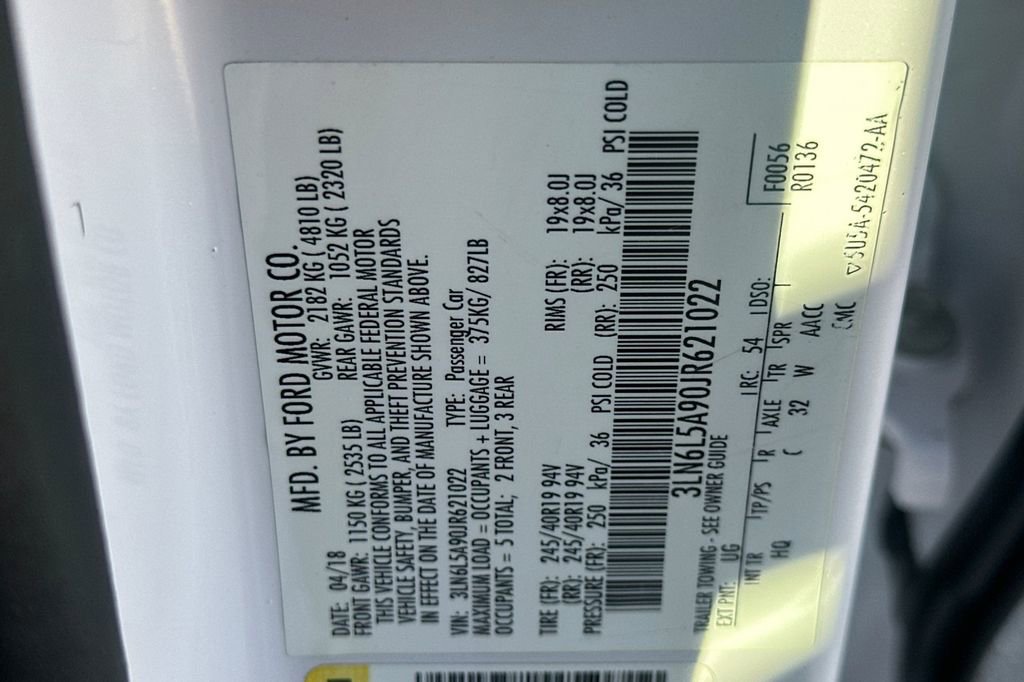 MFD. BY FORD MOTOR CO.
DATE: 04/18 GVWR: 2182 KG ( 4810 LB)
FRONT GAWR: 1150 KG ( 2535 LB) REAR GAWR: 1052 KG ( 2320 LB)
THIS VEHICLE CONFORMS TO ALL APPLICABLE FEDERAL MOTOR
VEHICLE SAFETY, BUMPER, AND THEFT PREVENTION STANDARDS
IN EFFECT ON THE DATE OF MANUFACTURE SHOWN ABOVE.
VIN: 3LN6L5A90JR621022 TYPE: Passenger Car
MAXIMUM LOAD = OCCUPANTS + LUGGAGE = 375KG/ 827LB
OCCUPANTS = 5 TOTAL; 2 FRONT, 3 REAR
TIRE (FR): 245/40R19 94V RIMS (FR): 19x8.0J
(RR): 245/40R19 94V (RR): 19x8.0J
PRESSURE (FR): 250 kPa/ 36 PSI COLD (RR): 250 kPa/ 36 PSI COLD
3LN6L5A90JR621022
TRAILER TOWING - SEE OWNER GUIDE
F0056
EXT PNT: UG RC: 54 DSO: R0136
INT TR TP/PS R AXLE TR SPR
HQ C 32 W AACC
5U5A-5420472-AA